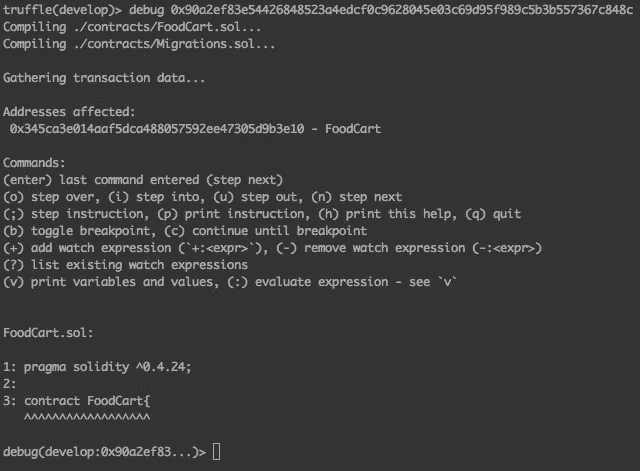 truffle(develop)> debug 0x90a2ef83e54426848523a4edcf0c9628045e03c69d95f989c5b3b557367c848c
Compiling ./contracts/FoodCart.sol...
Compiling ./contracts/Migrations.sol...
Gathering transaction data...
Addresses affected:
 0x345ca3e014aaf5dca488057592ee47305d9b3e10 - FoodCart
Commands:
(enter) last command entered (step next)
(o) step over, (i) step into, (u) step out, (n) step next
(;) step instruction, (p) print instruction, (h) print this help, (q) quit
(b) toggle breakpoint, (c) continue until breakpoint
(+) add watch expression (`+:<expr>`), (-) remove watch expression (-:<expr>)
(?) list existing watch expressions
(v) print variables and values, (:) evaluate expression - see `v`
FoodCart.sol:
1: pragma solidity ^0.4.24;
2:
3: contract FoodCart{
   ^^^^^^^^^^^^^^^^^^
debug(develop:0x90a2ef83...)>